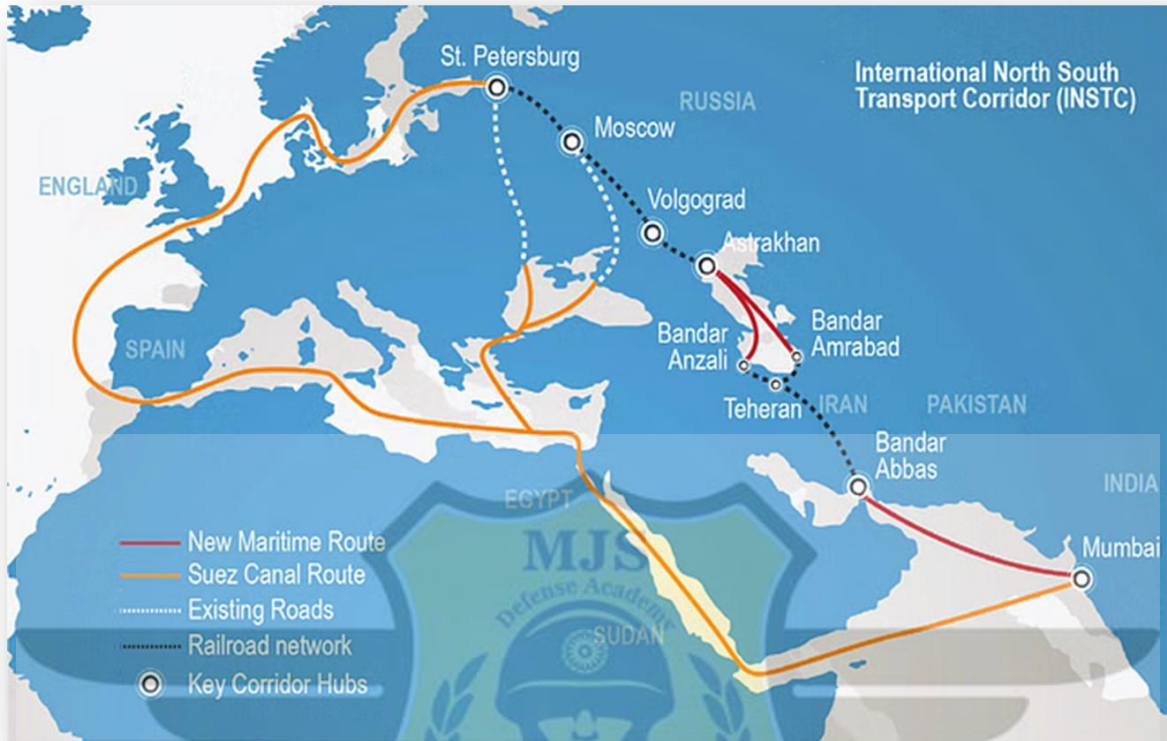 St. Petersburg
International North South
Transport Corridor (INSTC)
RUSSIA
Moscow
ENGLAND
Volgograd
Astrakhan
Bandar
Anzali
Bandar
Amrabad
SPAIN
Teheran
IRAN
PAKISTAN
Bandar
Abbas
INDIA
EGYPT
Mumbai
MJS
Defense Academy
SUDAN
New Maritime Route
Suez Canal Route
Existing Roads
Railroad network
Key Corridor Hubs